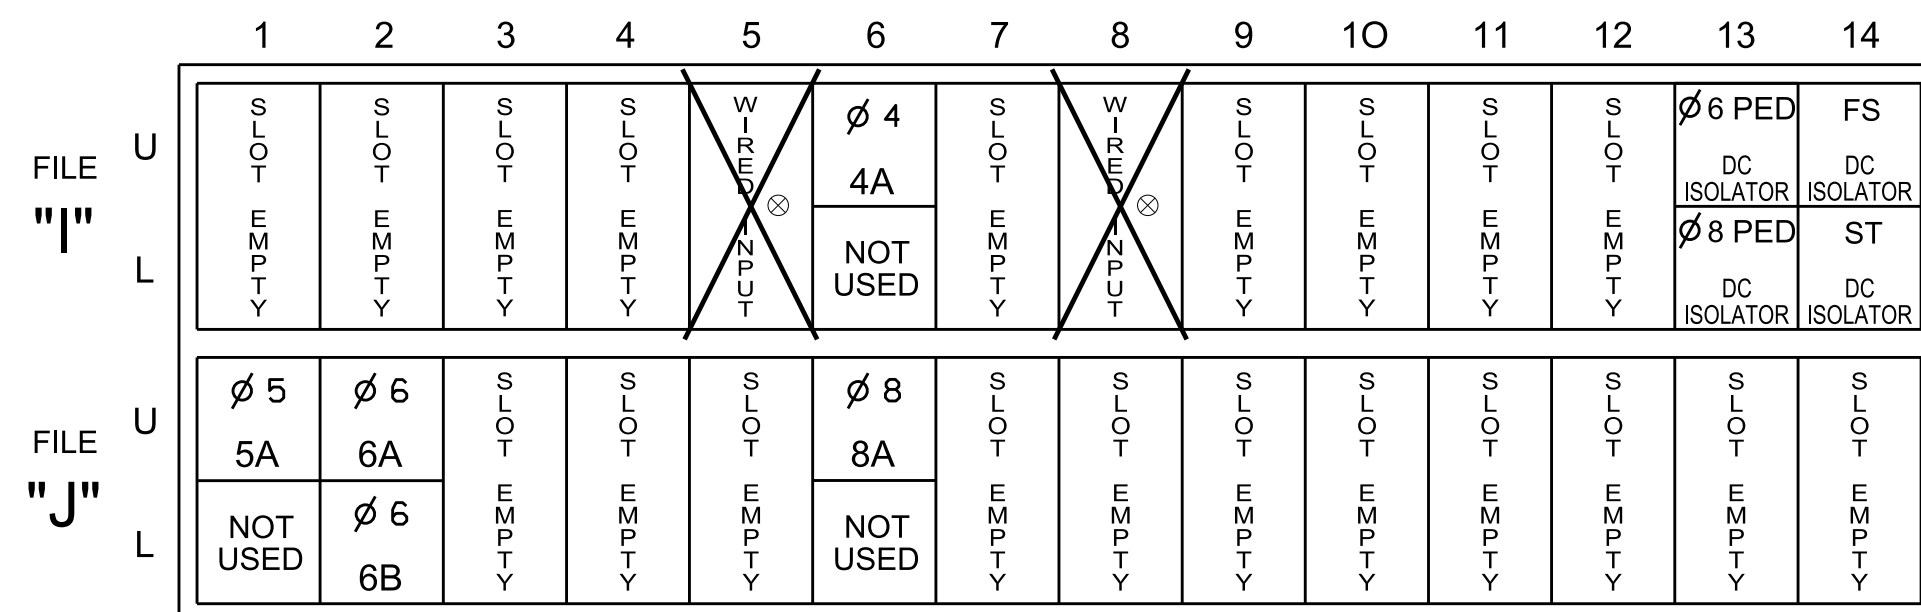 1 2 3 4 5 6 7 8 9 10 11 12 13 14
FILE "I"
U
L
SLOT EMPTY
SLOT EMPTY
SLOT EMPTY
SLOT EMPTY
WIRED INPUT
Ø 4
4A
NOT
USED
SLOT EMPTY
WIRED INPUT
SLOT EMPTY
SLOT EMPTY
SLOT EMPTY
SLOT EMPTY
Ø 6 PED
DC
ISOLATOR
Ø 8 PED
DC
ISOLATOR
FS
DC
ISOLATOR
ST
DC
ISOLATOR
FILE "J"
U
L
Ø 5
5A
NOT
USED
Ø 6
6A
Ø 6
6B
SLOT EMPTY
SLOT EMPTY
SLOT EMPTY
Ø 8
8A
NOT
USED
SLOT EMPTY
SLOT EMPTY
SLOT EMPTY
SLOT EMPTY
SLOT EMPTY
SLOT EMPTY
SLOT EMPTY
SLOT EMPTY